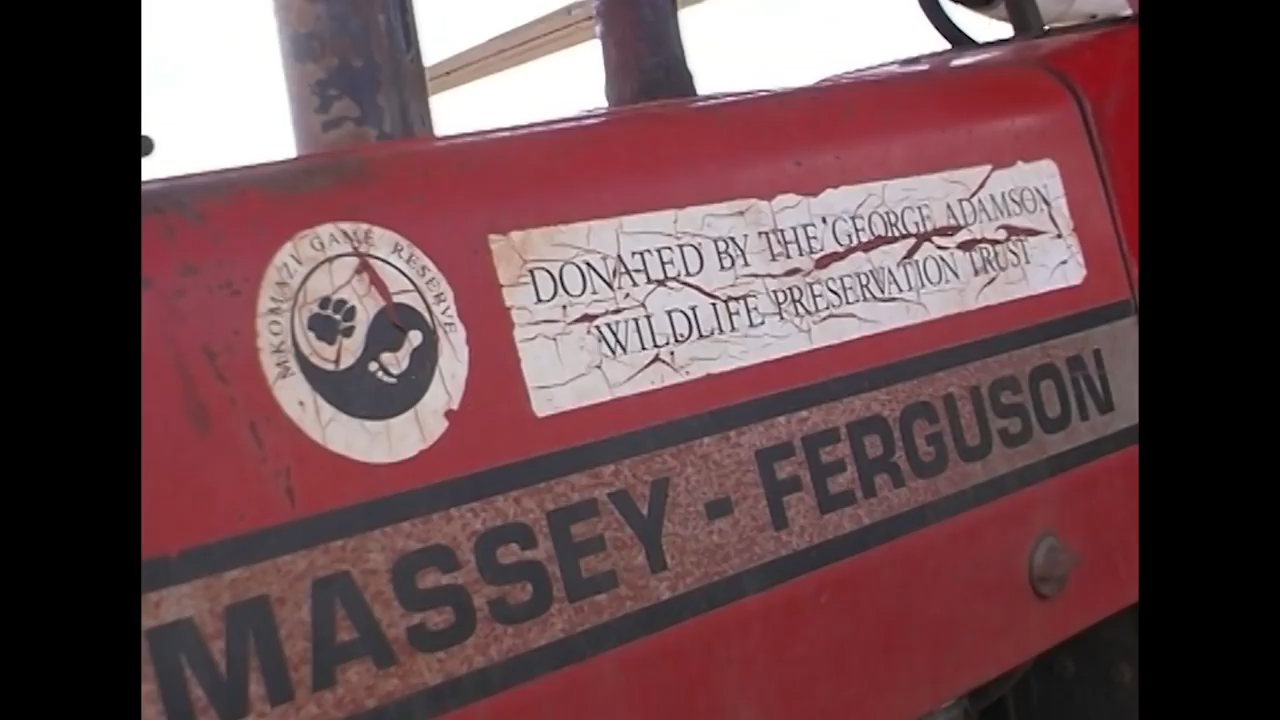 MKOMAZI GAME RESERVE
DONATED BY THE GEORGE ADAMSON
WILDLIFE PRESERVATION TRUST
MASSEY - FERGUSON